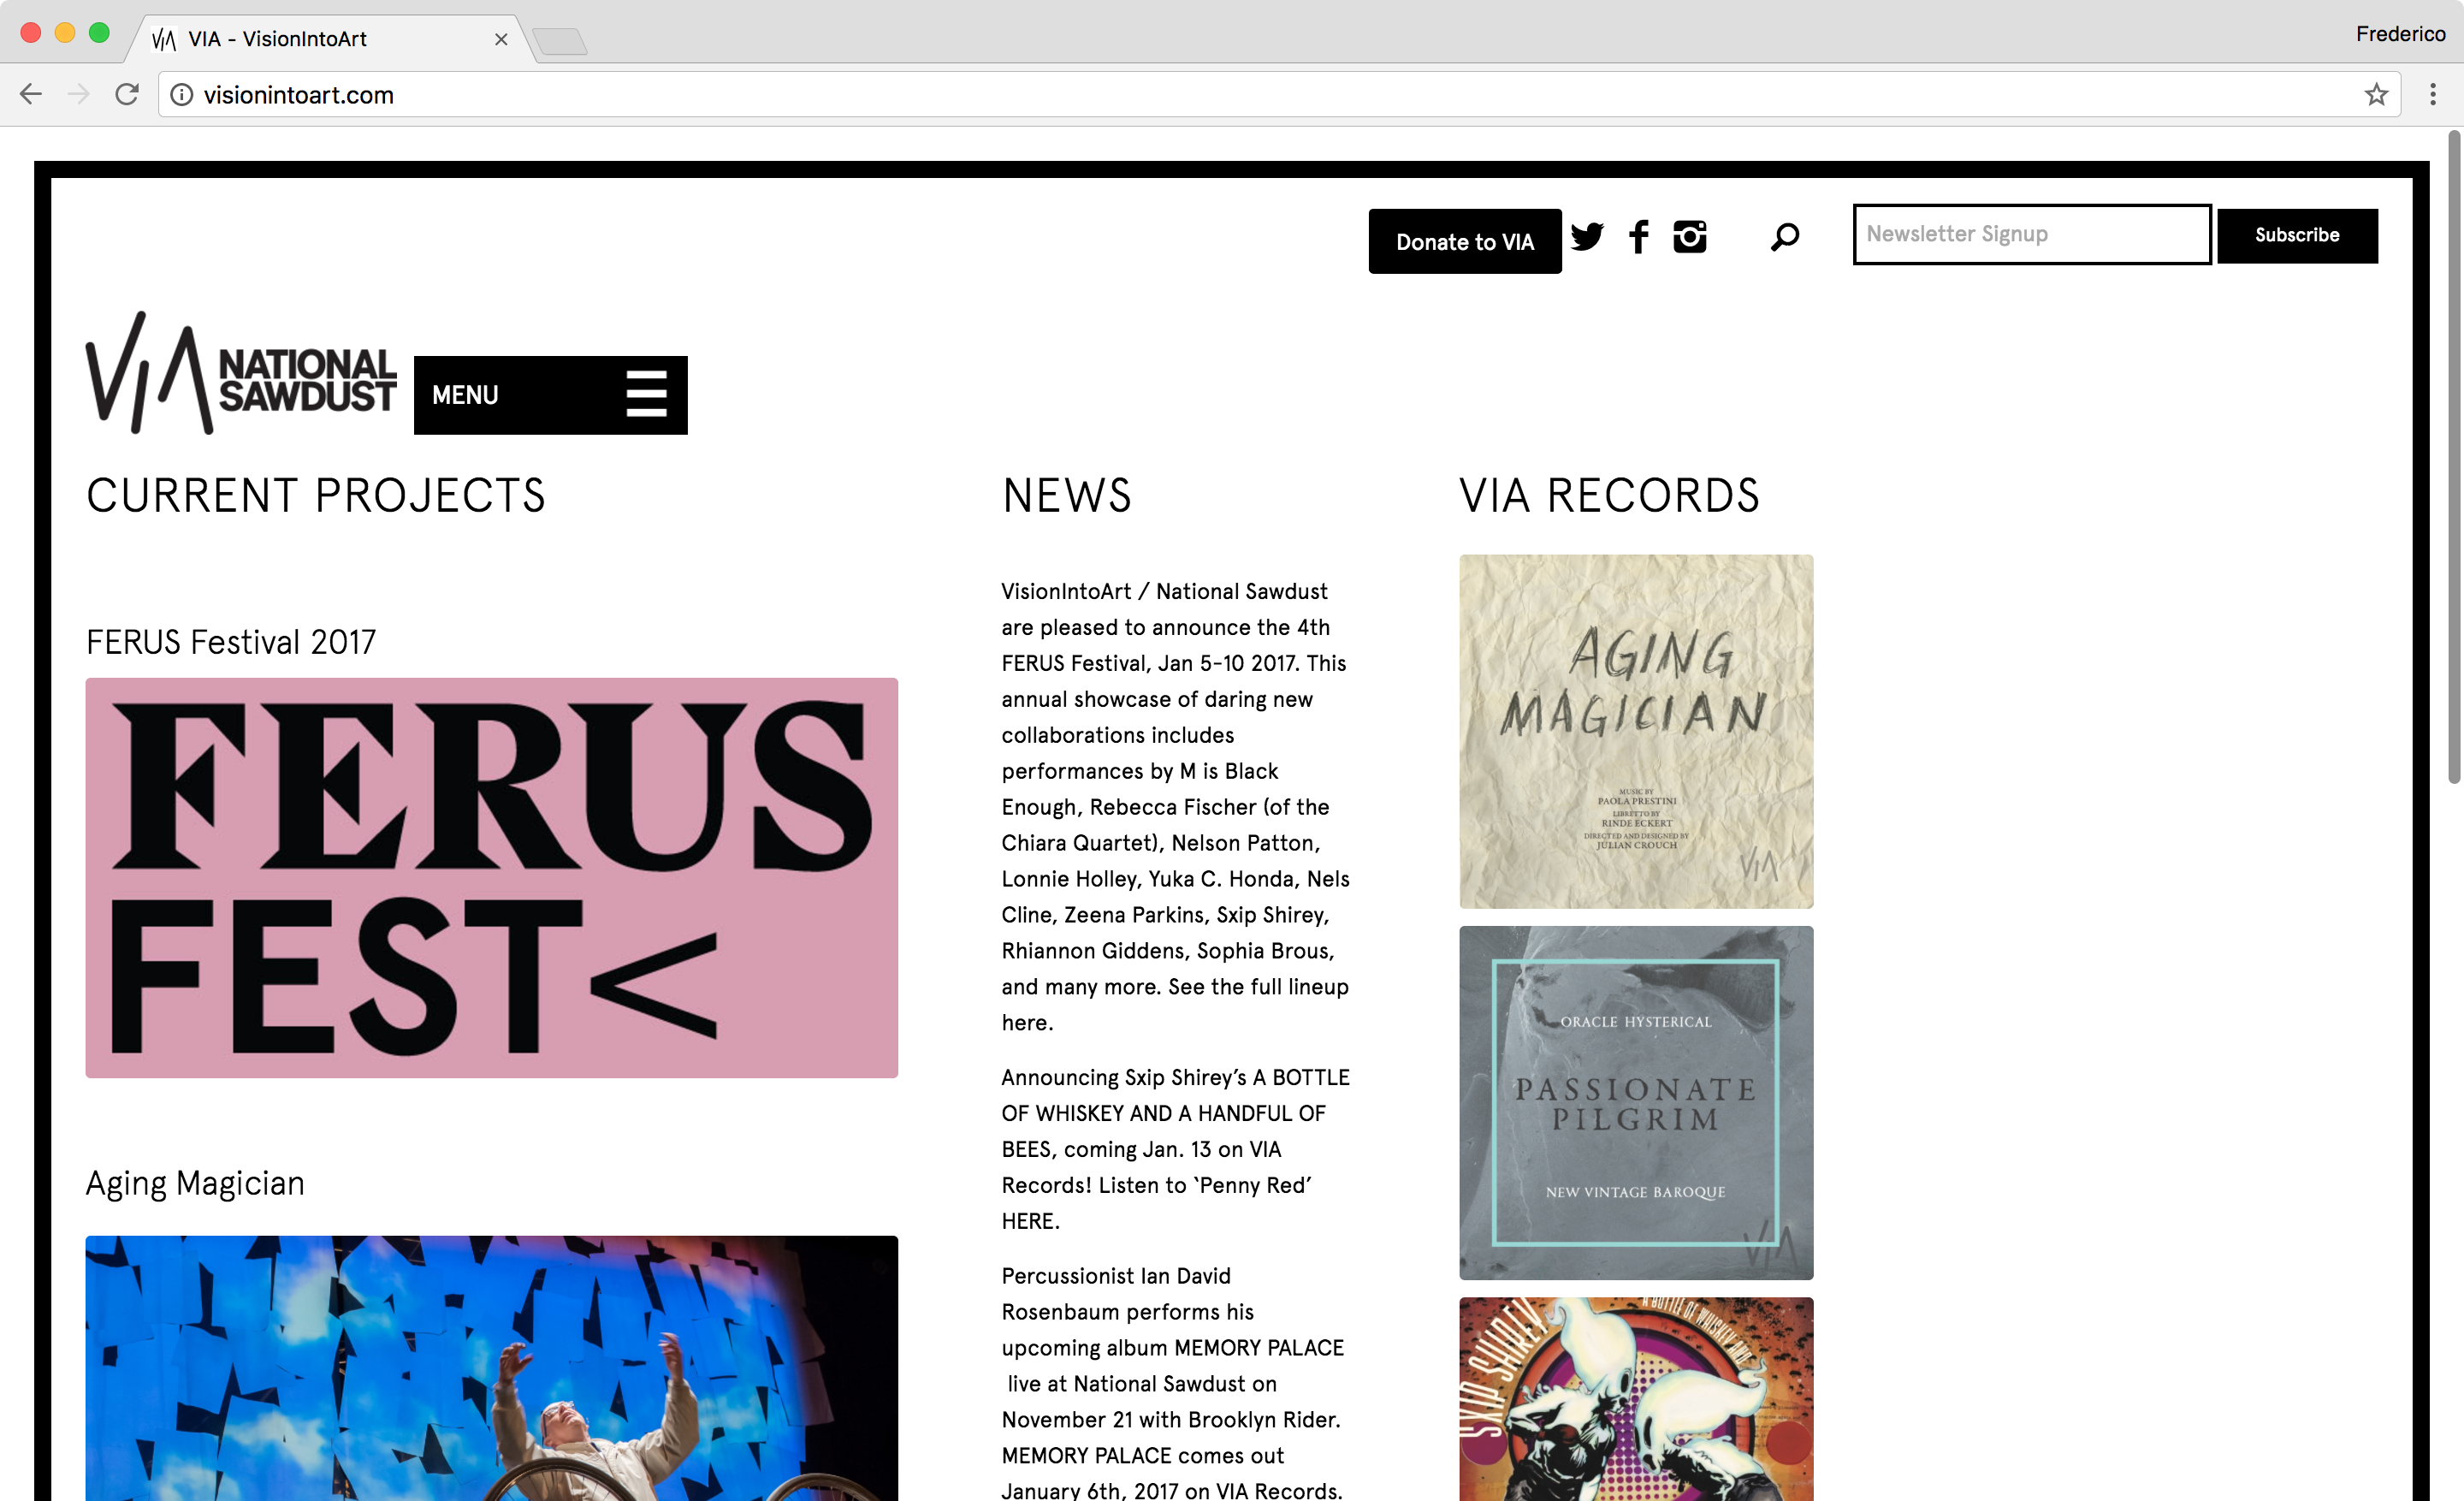 VIA - VisionIntoArt
Frederico
visionintoart.com
Donate to VIA
Newsletter Signup
Subscribe
VIA NATIONAL
SAWDUST
MENU
CURRENT PROJECTS
FERUS Festival 2017
FERUS
FEST<
Aging Magician
NEWS
VisionIntoArt / National Sawdust
are pleased to announce the 4th
FERUS Festival, Jan 5-10 2017. This
annual showcase of daring new
collaborations includes
performances by M is Black
Enough, Rebecca Fischer (of the
Chiara Quartet), Nelson Patton,
Lonnie Holley, Yuka C. Honda, Nels
Cline, Zeena Parkins, Sxip Shirey,
Rhiannon Giddens, Sophia Brous,
and many more. See the full lineup
here.
Announcing Sxip Shirey’s A BOTTLE
OF WHISKEY AND A HANDFUL OF
BEES, coming Jan. 13 on VIA
Records! Listen to ‘Penny Red’
HERE.
Percussionist Ian David
Rosenbaum performs his
upcoming album MEMORY PALACE
live at National Sawdust on
November 21 with Brooklyn Rider.
MEMORY PALACE comes out
January 6th, 2017 on VIA Records.
VIA RECORDS
AGING
MAGICIAN
MUSIC BY
PAOLA PRESTINI
LIBRETTO BY
RINDE ECKERT
DIRECTED AND DESIGNED BY
JULIAN CROUCH
VIA
ORACLE HYSTERICAL
PASSIONATE
PILGRIM
NEW VINTAGE BAROQUE
VIA
SXIP SHIREY
A BOTTLE OF WHISKEY AND